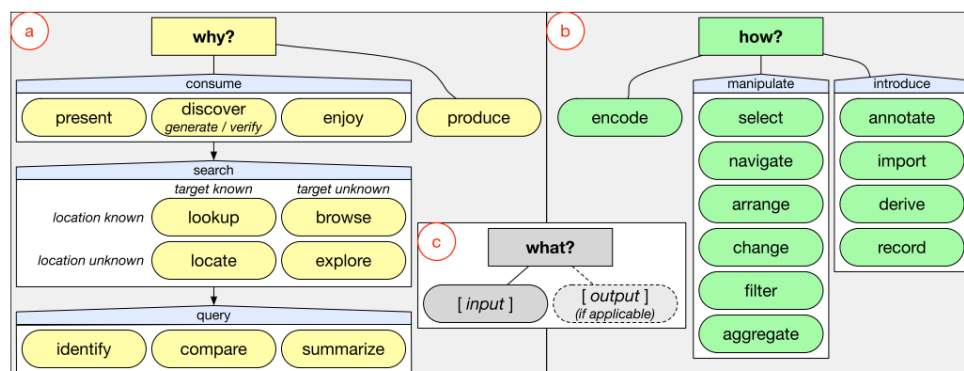 a
why?
consume
present
discover
generate / verify
enjoy
produce
search
target known
target unknown
location known
lookup
browse
location unknown
locate
explore
query
identify
compare
summarize
b
how?
encode
manipulate
select
navigate
arrange
change
filter
aggregate
introduce
annotate
import
derive
record
c
what?
[ input ]
[ output ]
(if applicable)